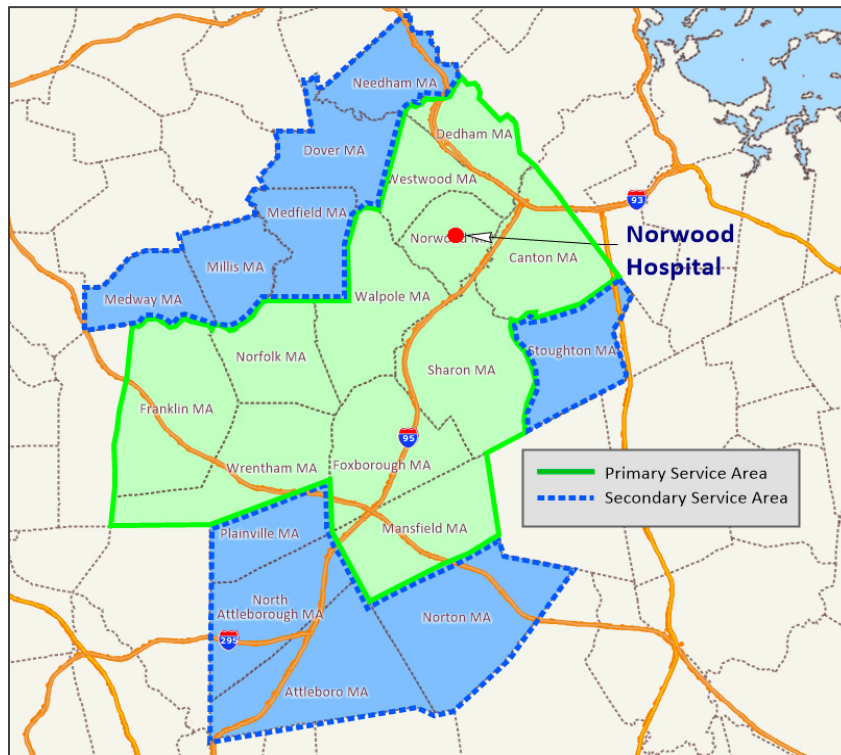 Needham MA
Dedham MA
Dover MA
Westwood MA
Medfield MA
93
Norwood MA
Norwood
Hospital
Canton MA
Millis MA
Medway MA
Walpole MA
Stoughton MA
Norfolk MA
Sharon MA
Franklin MA
95
Wrentham MA
Foxborough MA
Primary Service Area
Secondary Service Area
Plainville MA
Mansfield MA
North
Attleborough MA
Norton MA
295
Attleboro MA